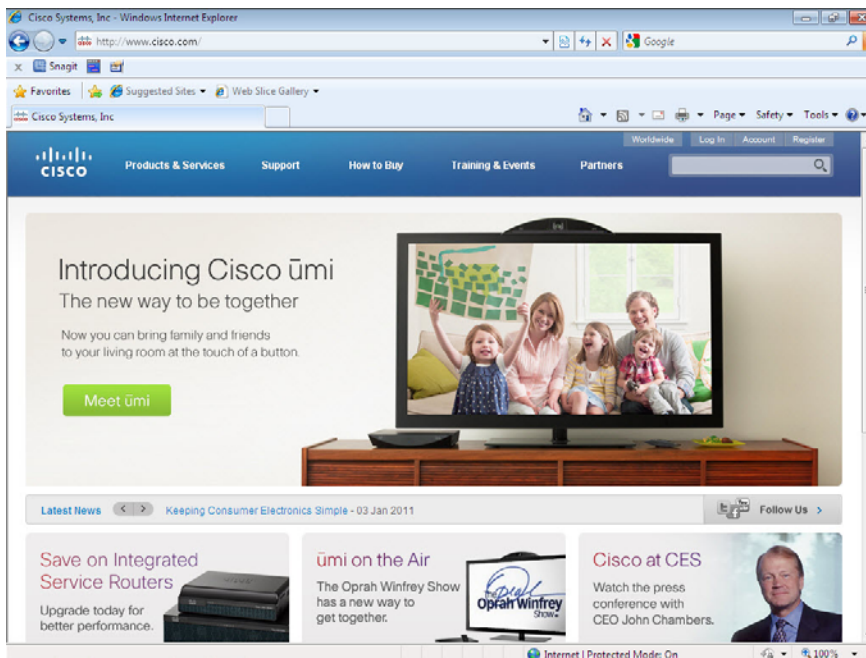 Cisco Systems, Inc - Windows Internet Explorer
http://www.cisco.com/
Google
x Snagit
Favorites Suggested Sites Web Slice Gallery
Cisco Systems, Inc
Page Safety Tools
Worldwide Log In Account Register
CISCO
Products & Services Support How to Buy Training & Events Partners
Introducing Cisco ūmi
The new way to be together
Now you can bring family and friends
to your living room at the touch of a button.
Meet ūmi
Latest News Keeping Consumer Electronics Simple - 03 Jan 2011
Follow Us >
Save on Integrated
Service Routers
Upgrade today for
better performance.
ūmi on the Air
The Oprah Winfrey Show
has a new way to
get together.
Oprah
Oprah Winfrey
Show
Cisco at CES
Watch the press
conference with
CEO John Chambers.
Internet | Protected Mode: On
100%